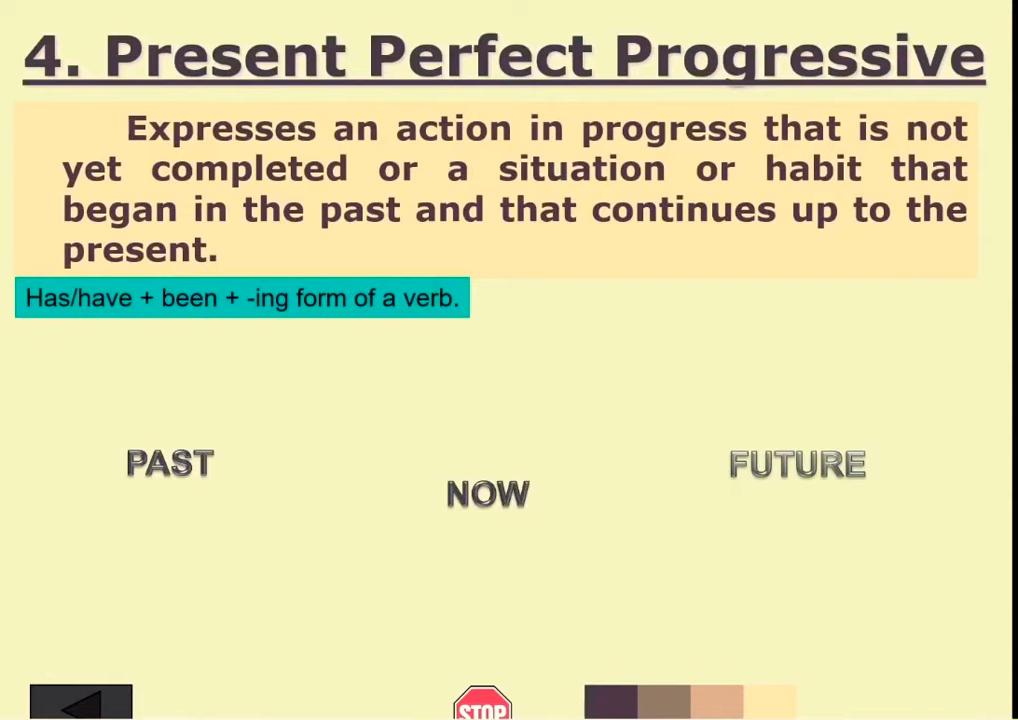 4. Present Perfect Progressive
Expresses an action in progress that is not
yet completed or a situation or habit that
began in the past and that continues up to the
present.
Has/have + been + -ing form of a verb.
PAST
FUTURE
NOW
STOP